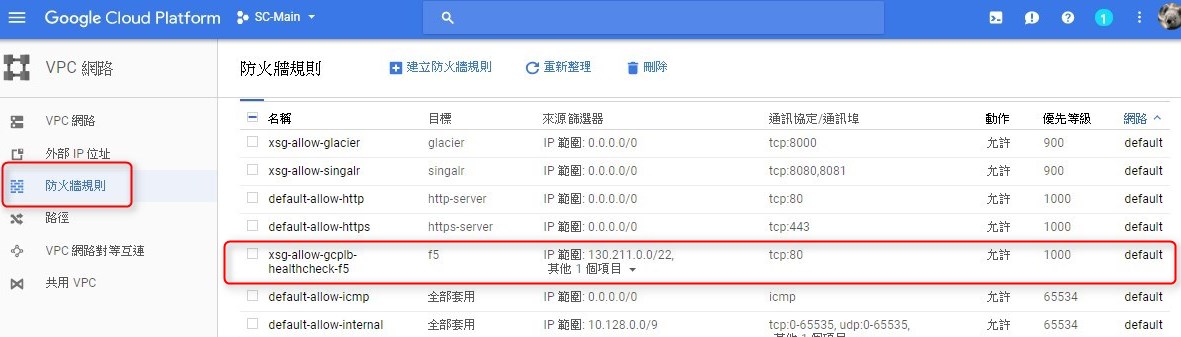 Google Cloud Platform SC-Main 1
VPC 網路 防火牆規則 建立防火牆規則 重新整理 刪除
VPC 網路
外部 IP 位址
防火牆規則
路徑
VPC 網路對等互連
共用 VPC
名稱 目標 來源篩選器 通訊協定/通訊埠 動作 優先等級 網路
xsg-allow-glacier glacier IP 範圍: 0.0.0.0/0 tcp:8000 允許 900 default
xsg-allow-singalr singalr IP 範圍: 0.0.0.0/0 tcp:8080,8081 允許 900 default
default-allow-http http-server IP 範圍: 0.0.0.0/0 tcp:80 允許 1000 default
default-allow-https https-server IP 範圍: 0.0.0.0/0 tcp:443 允許 1000 default
xsg-allow-gcplb- f5 IP 範圍: 130.211.0.0/22, tcp:80 允許 1000 default
healthcheck-f5 其他 1 個項目
default-allow-icmp 全部套用 IP 範圍: 0.0.0.0/0 icmp 允許 65534 default
default-allow-internal 全部套用 IP 範圍: 10.128.0.0/9 tcp:0-65535, udp:0-65535, 允許 65534 default
其他 1 個項目